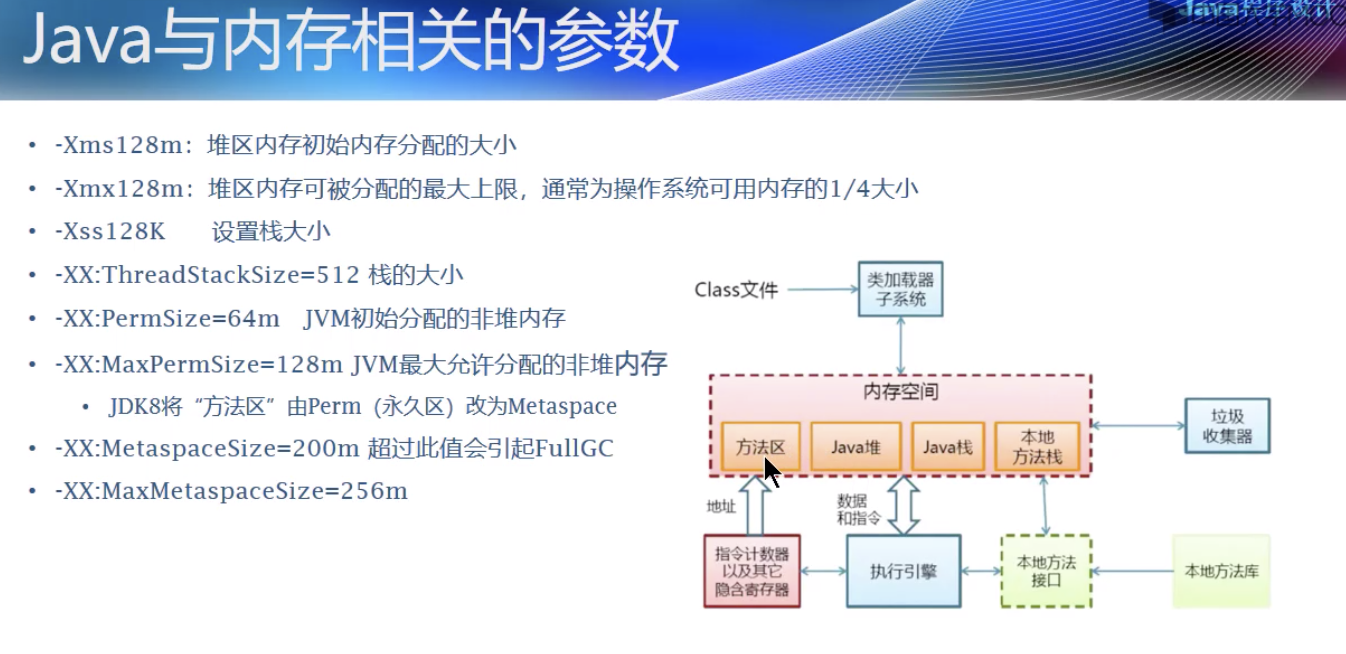 Java程序设计
Java与内存相关的参数
• -Xms128m：堆区内存初始内存分配的大小
• -Xmx128m：堆区内存可被分配的最大上限，通常为操作系统可用内存的1/4大小
• -Xss128K 设置栈大小
• -XX:ThreadStackSize=512 栈的大小
• -XX:PermSize=64m JVM初始分配的非堆内存
• -XX:MaxPermSize=128m JVM最大允许分配的非堆内存
• JDK8将“方法区”由Perm（永久区）改为Metaspace
• -XX:MetaspaceSize=200m 超过此值会引起FullGC
• -XX:MaxMetaspaceSize=256m
Class文件
类加载器
子系统
内存空间
方法区
Java堆
Java栈
本地
方法栈
垃圾
收集器
地址
数据
和指令
指令计数器
以及其它
隐含寄存器
执行引擎
本地方法
接口
本地方法库